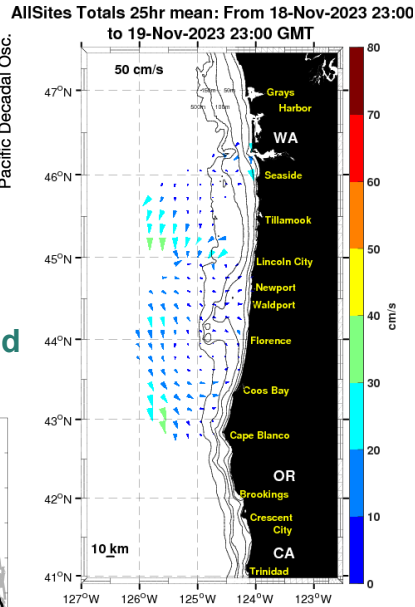 AllSites Totals 25hr mean: From 18-Nov-2023 23:00
to 19-Nov-2023 23:00 GMT
Pacific Decadal Osc.
d
50 cm/s
47°N
46°N
45°N
44°N
43°N
42°N
41°N
127°W
126°W
125°W
124°W
123°W
50m
500m
Grays
Harbor
WA
Seaside
Tillamook
Lincoln City
Newport
Waldport
Florence
Coos Bay
Cape Blanco
OR
Brookings
Crescent
City
CA
Trinidad
10 km
80
70
60
50
40
30
20
10
0
cm/s